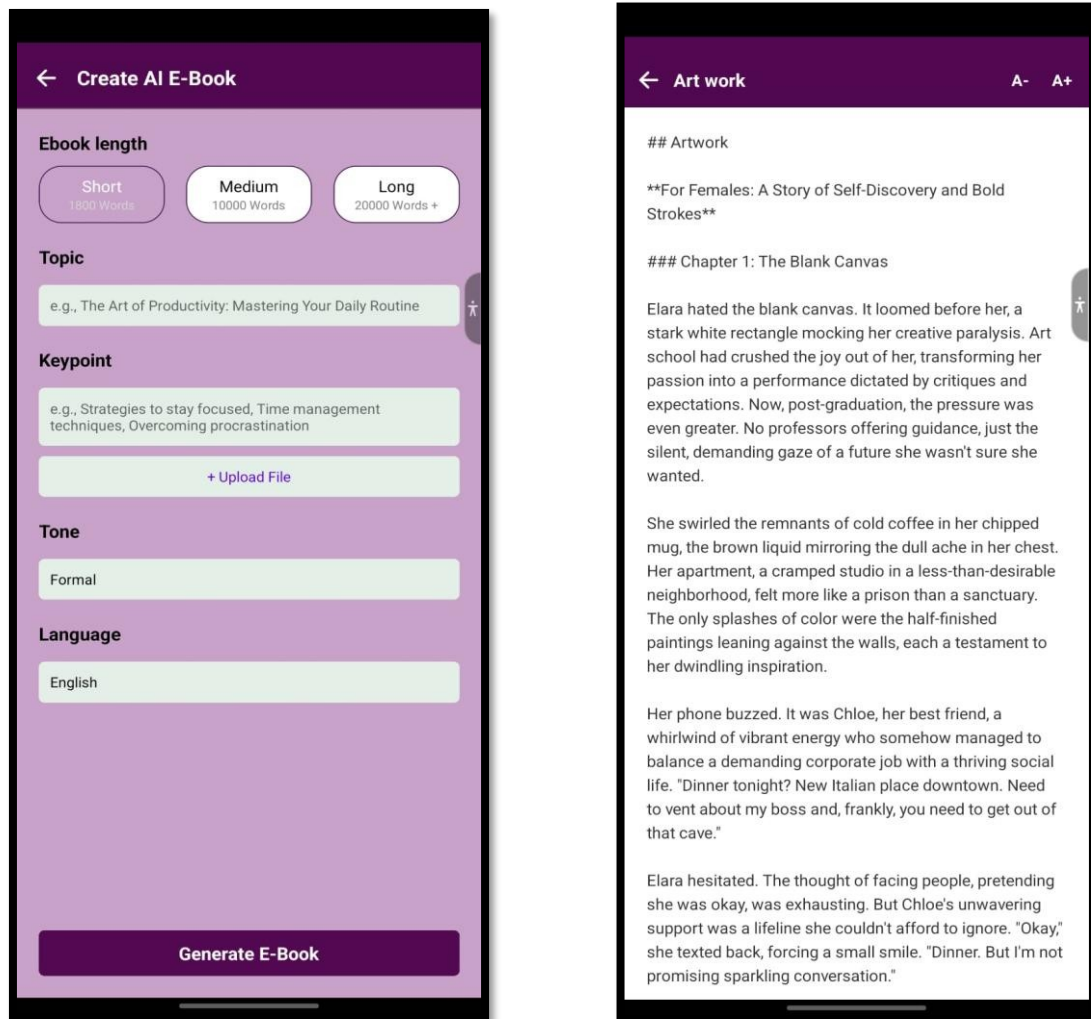 Create AI E-Book
Ebook length
Short
1800 Words
Medium
10000 Words
Long
20000 Words +
Topic
e.g., The Art of Productivity: Mastering Your Daily Routine
Keypoint
e.g., Strategies to stay focused, Time management
techniques, Overcoming procrastination
+ Upload File
Tone
Formal
Language
English
Generate E-Book
Art work
A- A+
## Artwork
**For Females: A Story of Self-Discovery and Bold
Strokes**
### Chapter 1: The Blank Canvas
Elara hated the blank canvas. It loomed before her, a
stark white rectangle mocking her creative paralysis. Art
school had crushed the joy out of her, transforming her
passion into a performance dictated by critiques and
expectations. Now, post-graduation, the pressure was
even greater. No professors offering guidance, just the
silent, demanding gaze of a future she wasn't sure she
wanted.
She swirled the remnants of cold coffee in her chipped
mug, the brown liquid mirroring the dull ache in her chest.
Her apartment, a cramped studio in a less-than-desirable
neighborhood, felt more like a prison than a sanctuary.
The only splashes of color were the half-finished
paintings leaning against the walls, each a testament to
her dwindling inspiration.
Her phone buzzed. It was Chloe, her best friend, a
whirlwind of vibrant energy who somehow managed to
balance a demanding corporate job with a thriving social
life. "Dinner tonight? New Italian place downtown. Need
to vent about my boss and, frankly, you need to get out of
that cave."
Elara hesitated. The thought of facing people, pretending
she was okay, was exhausting. But Chloe's unwavering
support was a lifeline she couldn't afford to ignore. "Okay,"
she texted back, forcing a small smile. "Dinner. But I'm not
promising sparkling conversation."